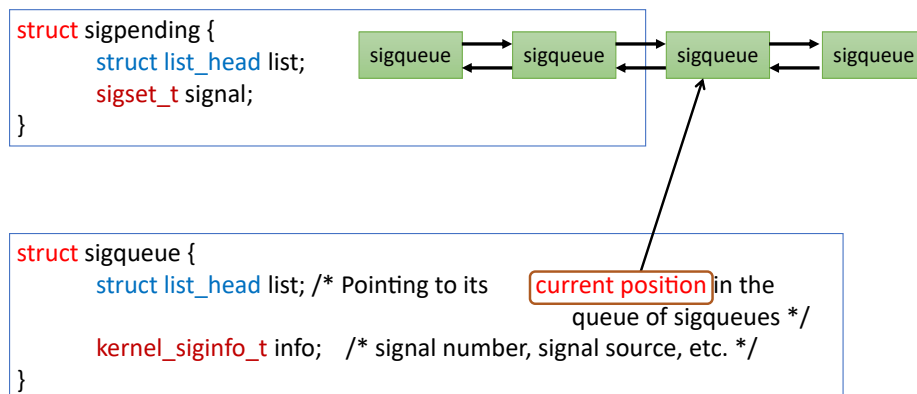 struct sigpending {
struct list_head list;
sigset_t signal;
}
sigqueue sigqueue sigqueue sigqueue
struct sigqueue {
struct list_head list; /* Pointing to its current position in the
queue of sigqueues */
kernel_siginfo_t info; /* signal number, signal source, etc. */
}